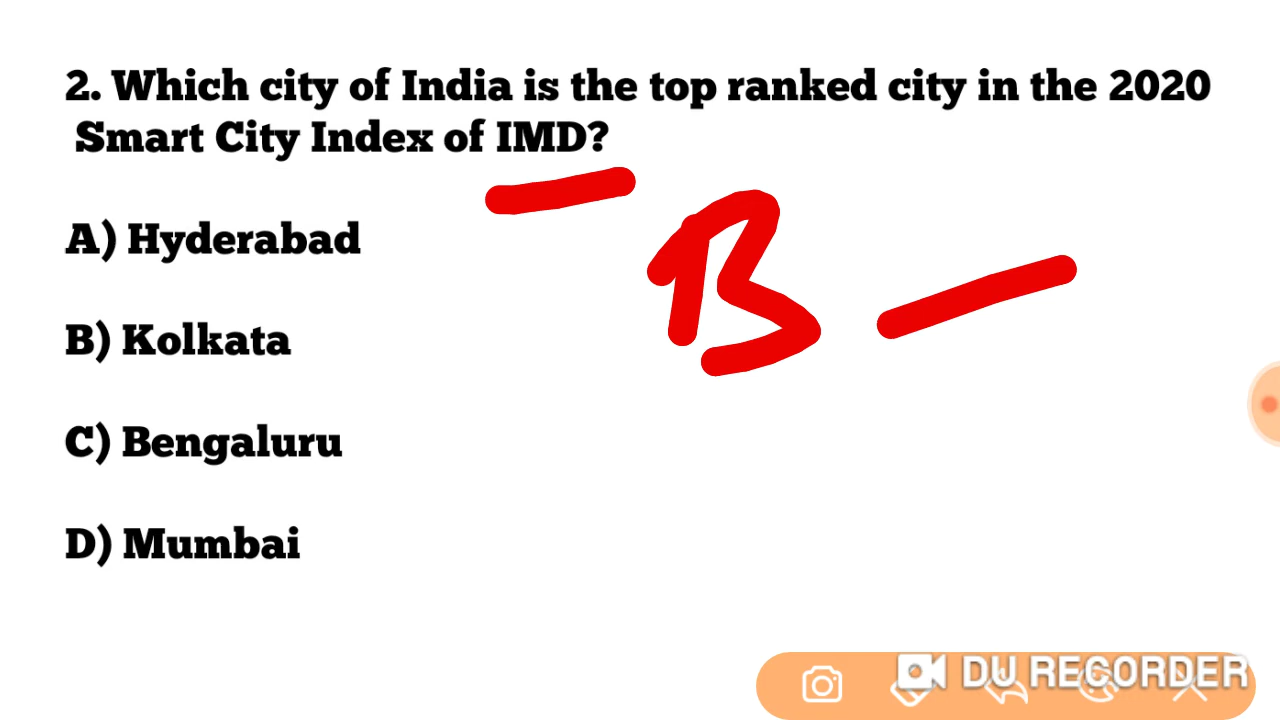 2. Which city of India is the top ranked city in the 2020
Smart City Index of IMD?
A) Hyderabad
B
B) Kolkata
C) Bengaluru
D) Mumbai
DU RECORDER